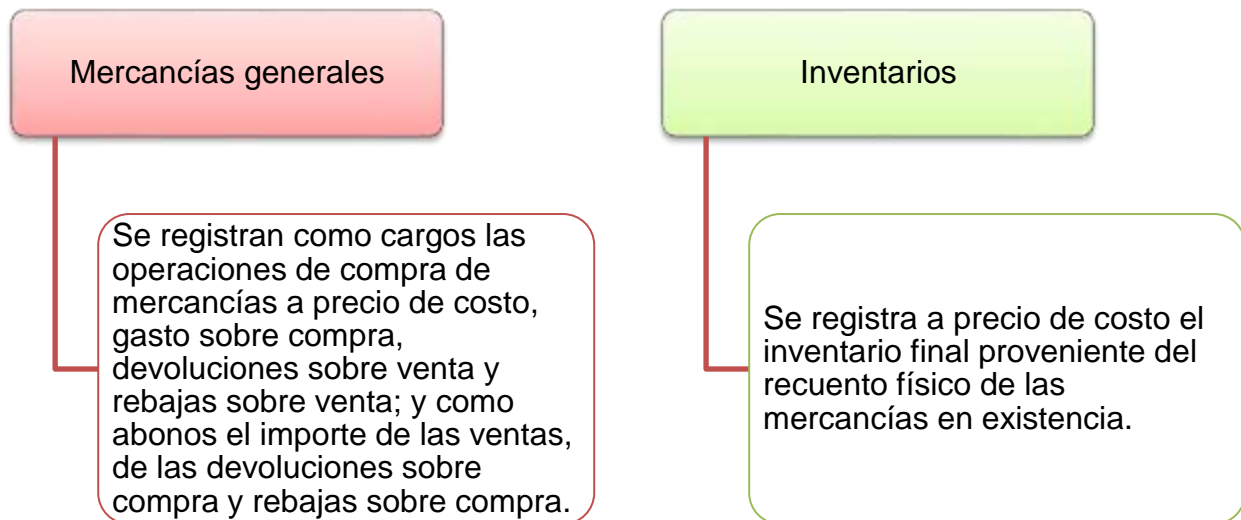 Mercancías generales
Se registran como cargos las
operaciones de compra de
mercancías a precio de costo,
gasto sobre compra,
devoluciones sobre venta y
rebajas sobre venta; y como
abonos el importe de las ventas,
de las devoluciones sobre
compra y rebajas sobre compra.
Inventarios
Se registra a precio de costo el
inventario final proveniente del
recuento físico de las
mercancías en existencia.